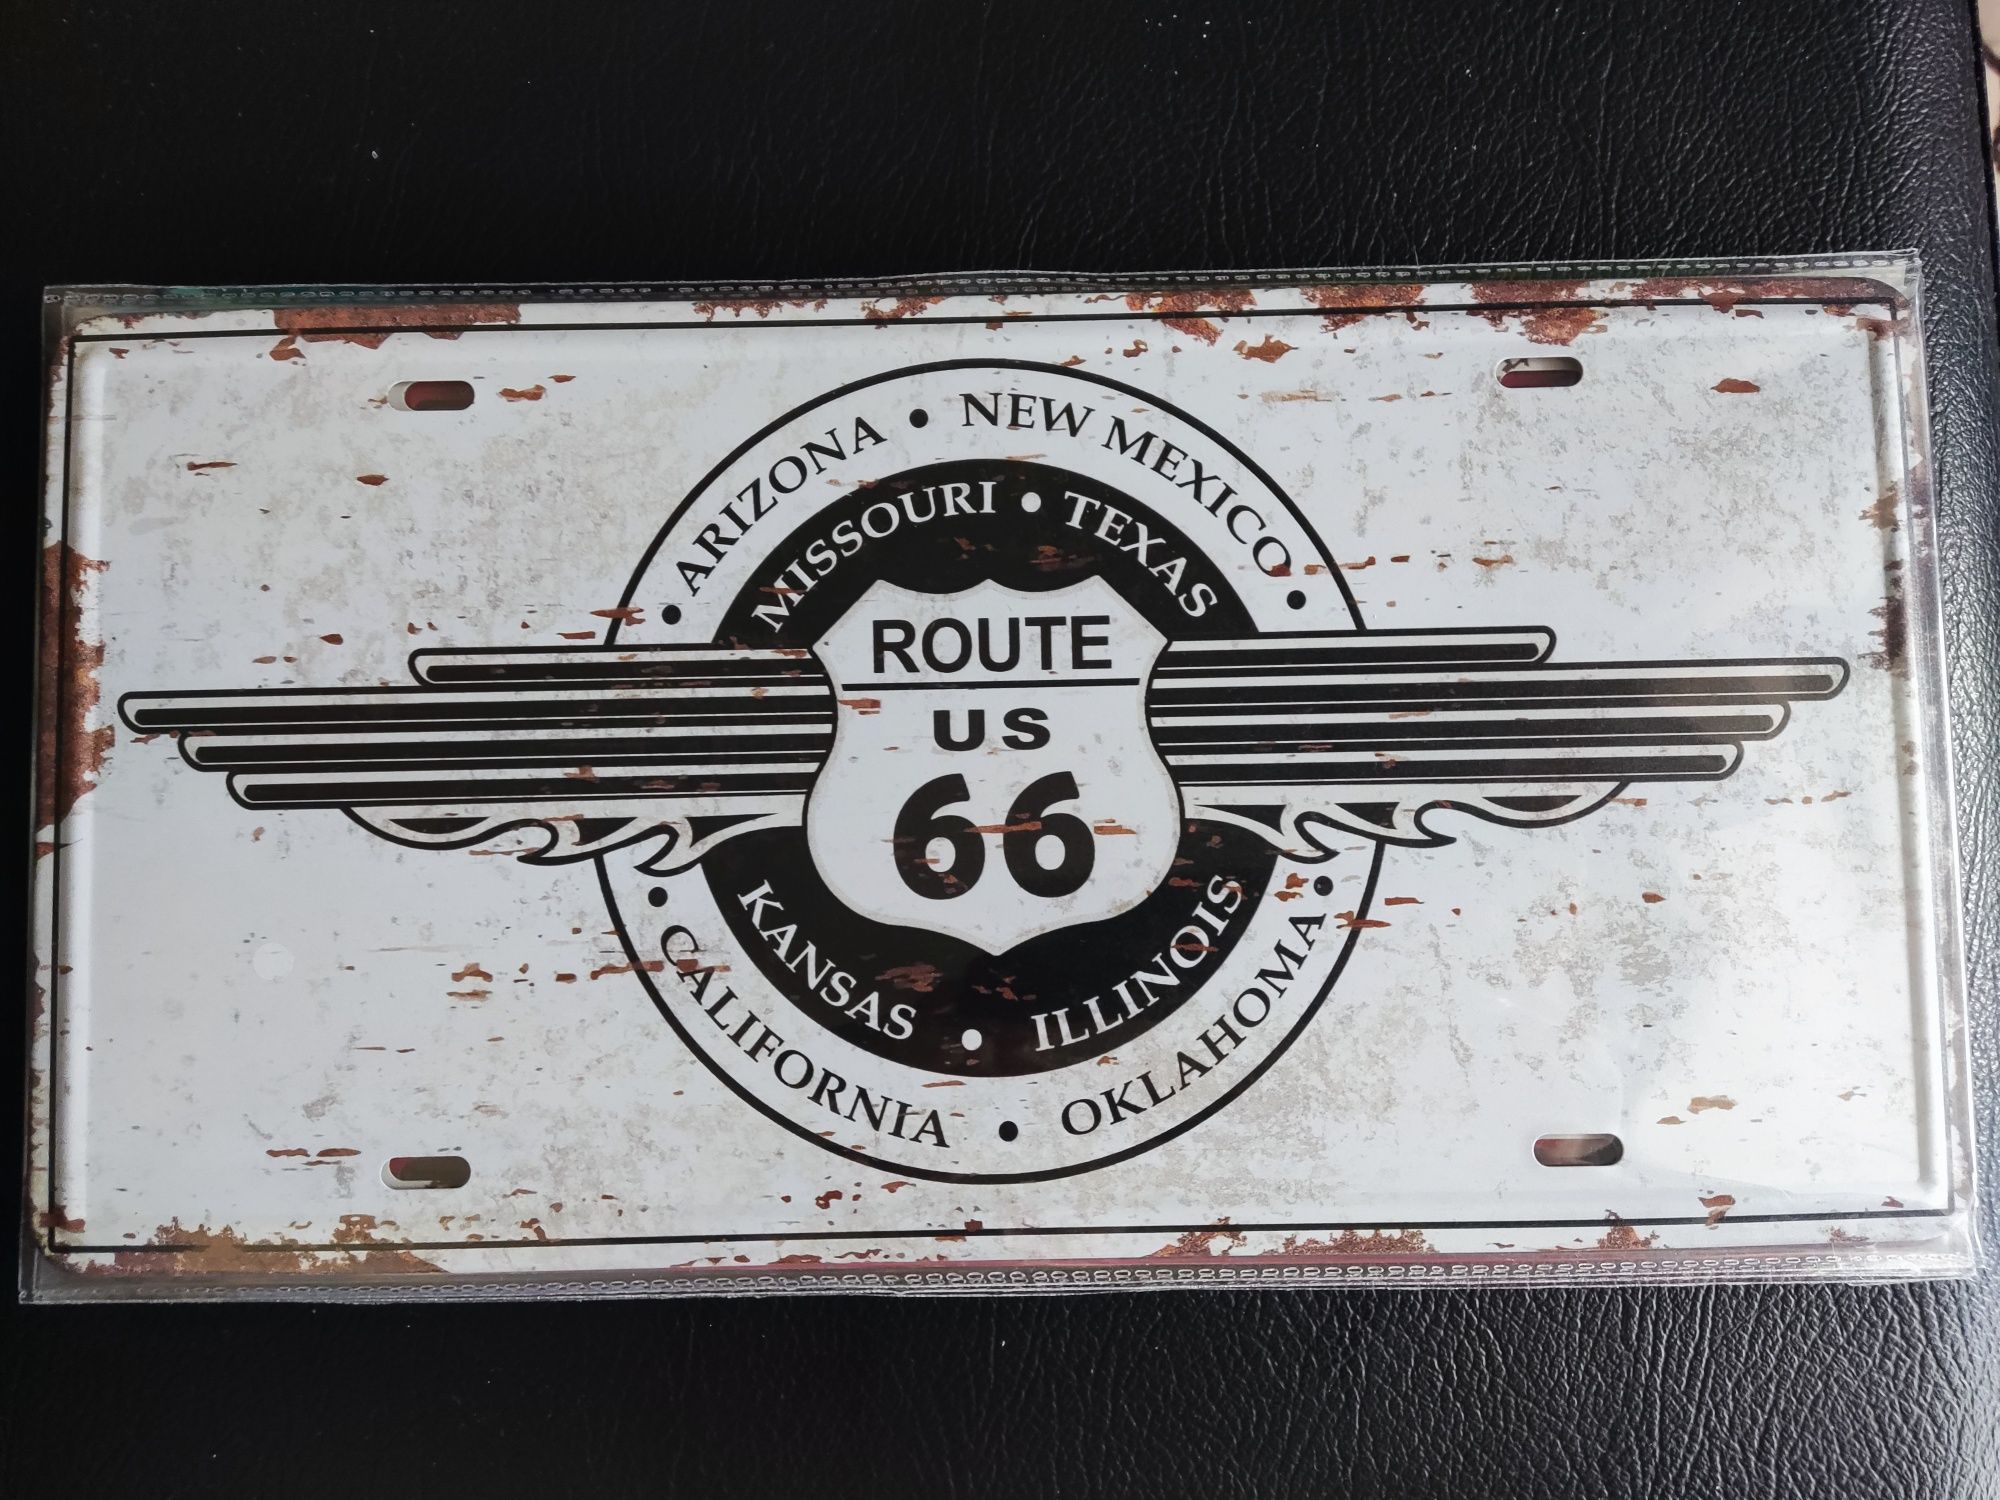 ARIZONA • NEW MEXICO
MISSOURI • TEXAS
ROUTE
US
66
KANSAS • ILLINOIS
CALIFORNIA • OKLAHOMA